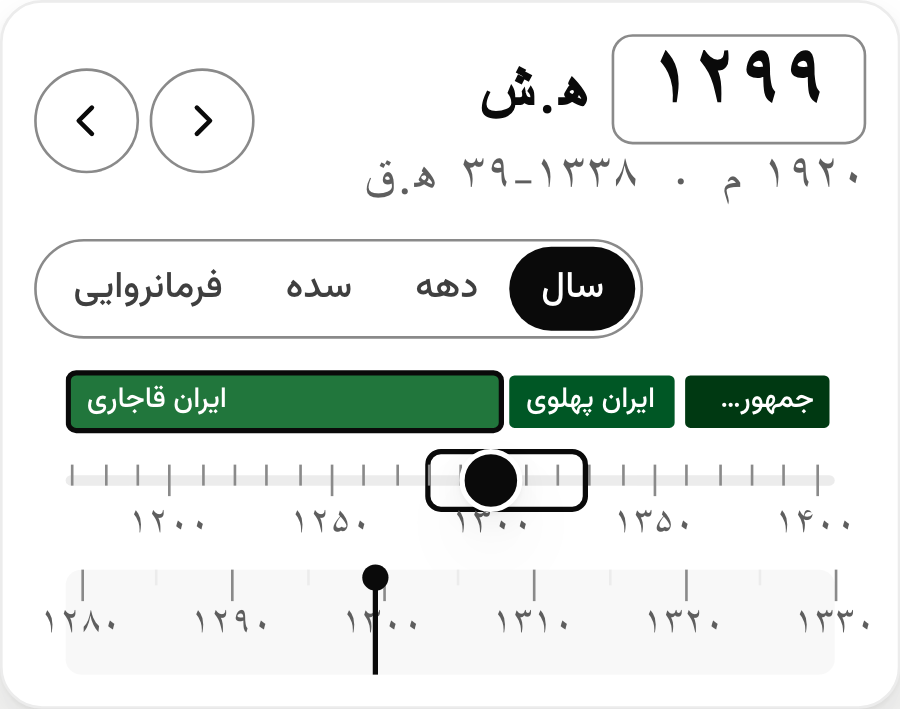 ۱۲۹۹ ه.ش
۱۹۲۰ م · ۱۳۳۸-۳۹ ه.ق
سال دهه سده فرمانروایی
ایران قاجاری ایران پهلوی جمهور...
۱۲۰۰ ۱۲۵۰ ۱۳۰۰ ۱۳۵۰ ۱۴۰۰
۱۲۸۰ ۱۲۹۰ ۱۳۰۰ ۱۳۱۰ ۱۳۲۰ ۱۳۳۰